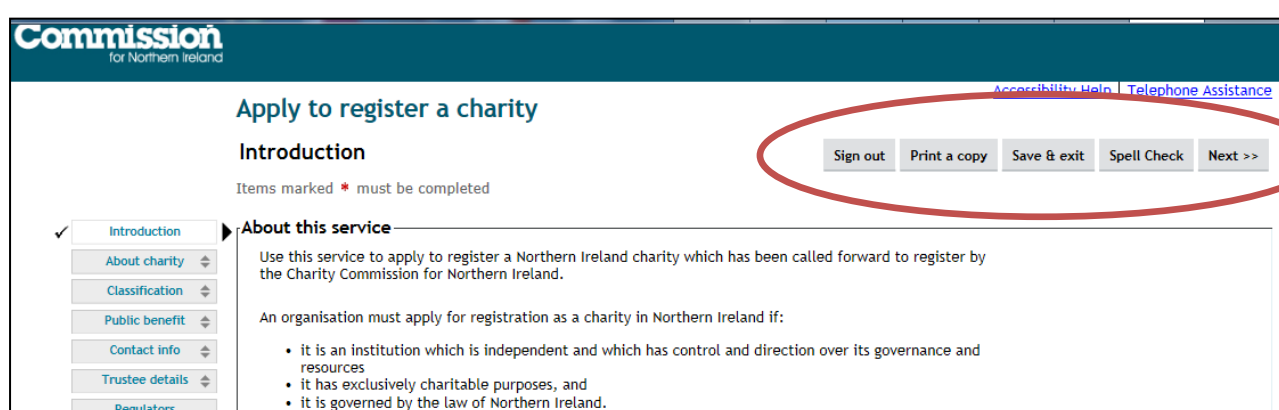 Commission
for Northern Ireland
Accessibility Help | Telephone Assistance
Apply to register a charity
Introduction
Sign out Print a copy Save & exit Spell Check Next >>
Items marked * must be completed
✓ Introduction
About charity
Classification
Public benefit
Contact info
Trustee details
Regulators
About this service
Use this service to apply to register a Northern Ireland charity which has been called forward to register by
the Charity Commission for Northern Ireland.
An organisation must apply for registration as a charity in Northern Ireland if:
• it is an institution which is independent and which has control and direction over its governance and
resources
• it has exclusively charitable purposes, and
• it is governed by the law of Northern Ireland.